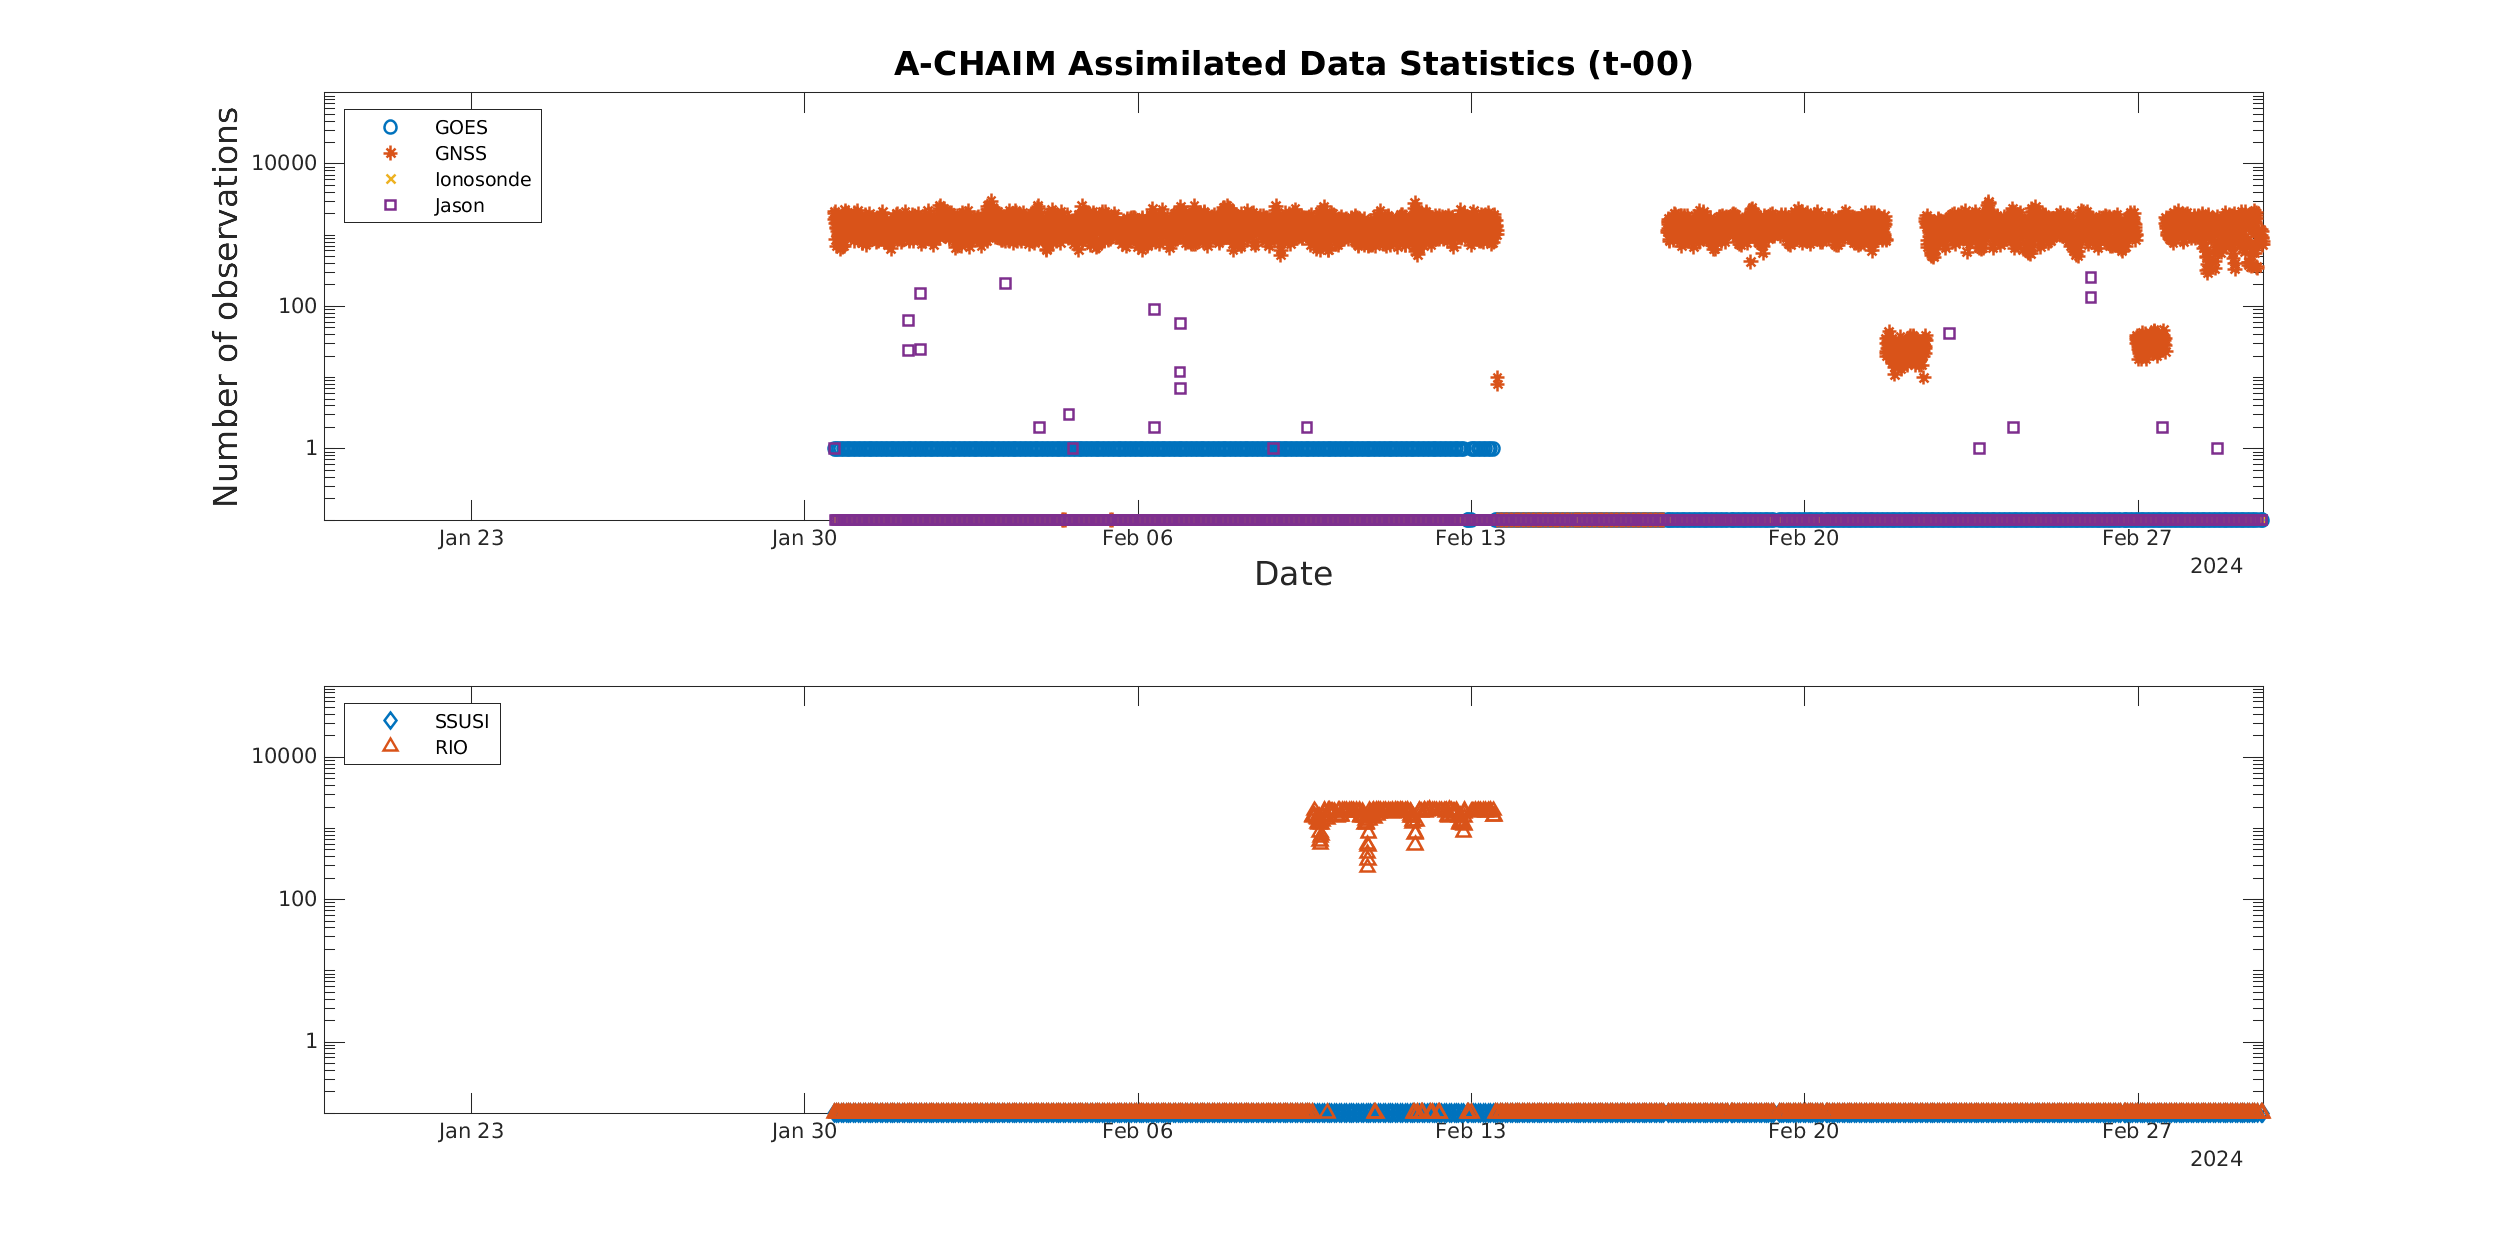 A-CHAIM Assimilated Data Statistics (t-00)
Number of observations
10000
100
1
GOES
GNSS
Ionosonde
Jason
Jan 23
Jan 30
Feb 06
Feb 13
Feb 20
Feb 27
2024
Date
10000
100
1
SSUSI
RIO
Jan 23
Jan 30
Feb 06
Feb 13
Feb 20
Feb 27
2024